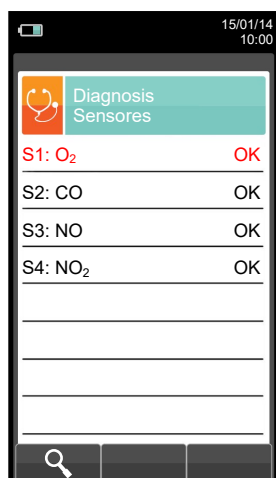 15/01/14
10:00
Diagnosis
Sensores
S1: O₂ OK
S2: CO OK
S3: NO OK
S4: NO₂ OK